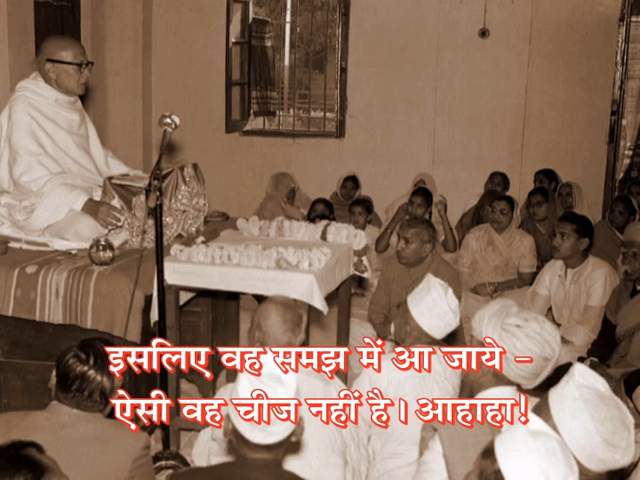 इसलिए वह समझ में आ जाये -
ऐसी वह चीज नहीं है। आहाहा!